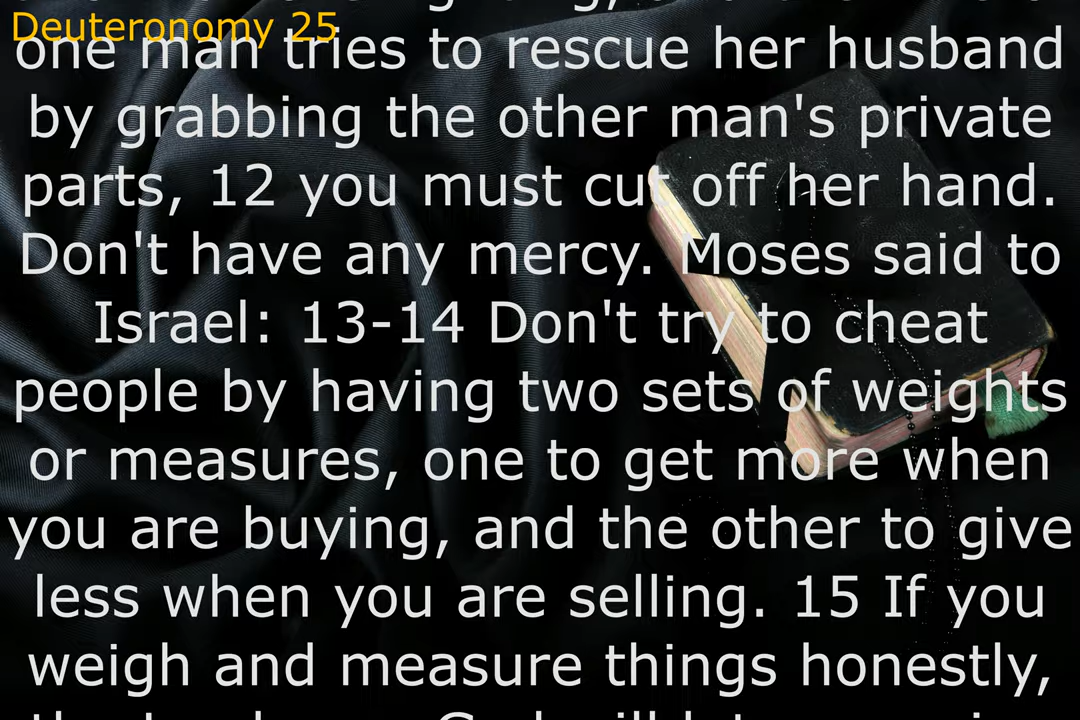 Deuteronomy 25
one man tries to rescue her husband
by grabbing the other man's private
parts, 12 you must cut off her hand.
Don't have any mercy. Moses said to
Israel: 13-14 Don't try to cheat
people by having two sets of weights
or measures, one to get more when
you are buying, and the other to give
less when you are selling. 15 If you
weigh and measure things honestly,